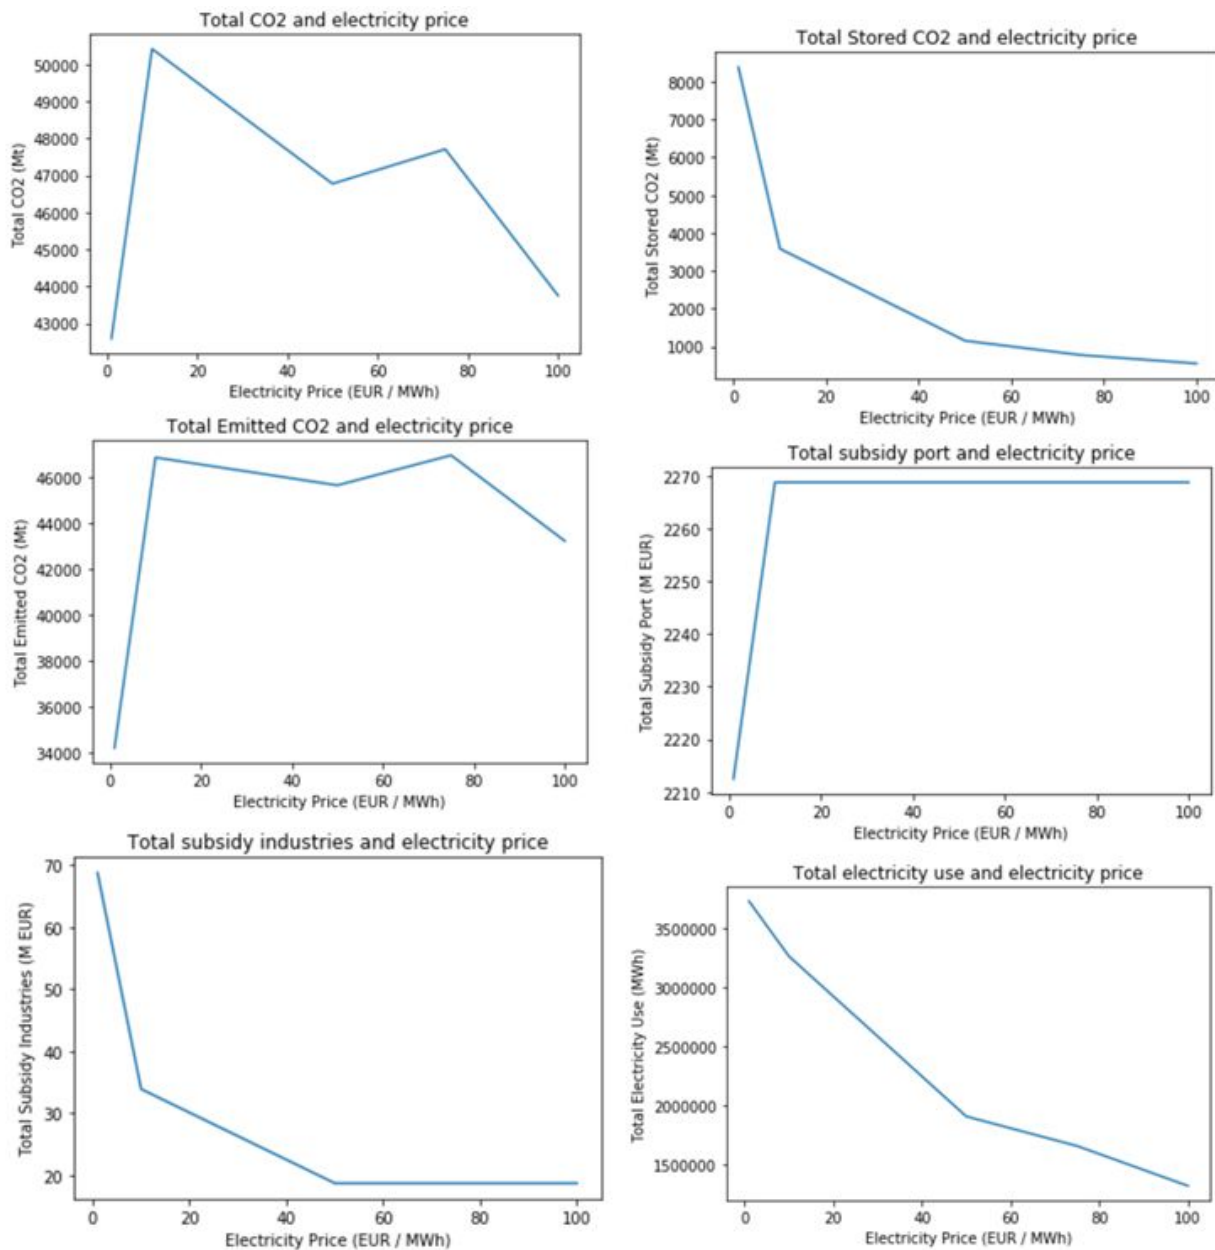 Total CO2 and electricity price
Total CO2 (Mt)
50000
49000
48000
47000
46000
45000
44000
43000
0 20 40 60 80 100
Electricity Price (EUR / MWh)
Total Stored CO2 and electricity price
Total Stored CO2 (Mt)
8000
7000
6000
5000
4000
3000
2000
1000
0 20 40 60 80 100
Electricity Price (EUR / MWh)
Total Emitted CO2 and electricity price
Total Emitted CO2 (Mt)
46000
44000
42000
40000
38000
36000
34000
0 20 40 60 80 100
Electricity Price (EUR / MWh)
Total subsidy port and electricity price
Total Subsidy Port (M EUR)
2270
2260
2250
2240
2230
2220
2210
0 20 40 60 80 100
Electricity Price (EUR / MWh)
Total subsidy industries and electricity price
Total Subsidy Industries (M EUR)
70
60
50
40
30
20
0 20 40 60 80 100
Electricity Price (EUR / MWh)
Total electricity use and electricity price
Total Electricity Use (MWh)
3500000
3000000
2500000
2000000
1500000
0 20 40 60 80 100
Electricity Price (EUR / MWh)